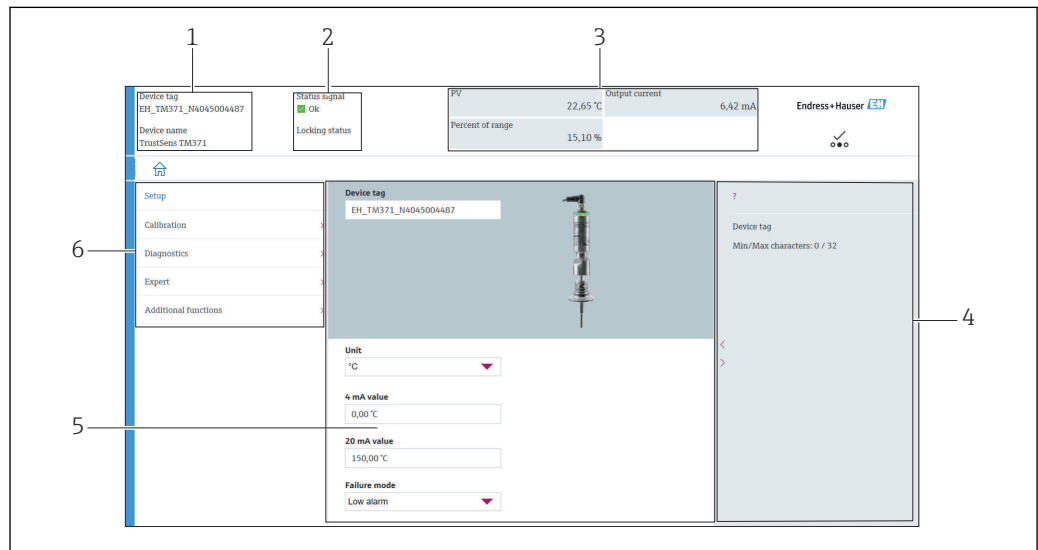 1
2
3
Device tag
EH_TM371_N4045004487
Device name
TrustSens TM371
Status signal
Ok
Locking status
PV
22,65 °C
Output current
6,42 mA
Percent of range
15,10 %
Endress+Hauser EH
6
Setup
Calibration
Diagnostics
Expert
Additional functions
Device tag
EH_TM371_N4045004487
?
Device tag
Min/Max characters: 0 / 32
4
Unit
°C
4 mA value
0,00 °C
5
20 mA value
150,00 °C
Failure mode
Low alarm